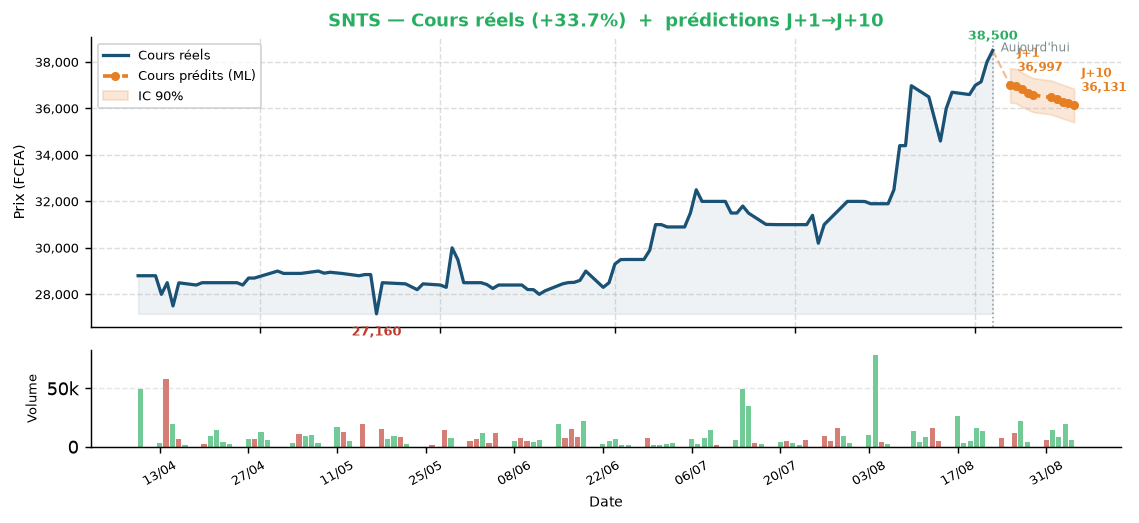 SNTS — Cours réels (+33.7%)  +  prédictions J+1→J+10
Cours réels
Cours prédits (ML)
IC 90%
38,500
Aujourd'hui
J+1
36,997
J+10
36,131
27,160
Prix (FCFA)
38,000
36,000
34,000
32,000
30,000
28,000
Volume
50k
0
13/04
27/04
11/05
25/05
08/06
22/06
06/07
20/07
03/08
17/08
31/08
Date